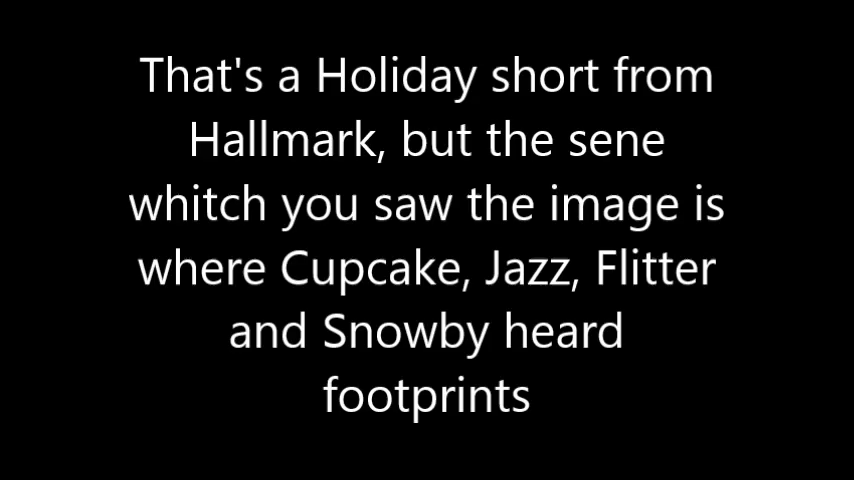 That's a Holiday short from
Hallmark, but the sene
whitch you saw the image is
where Cupcake, Jazz, Flitter
and Snowby heard
footprints